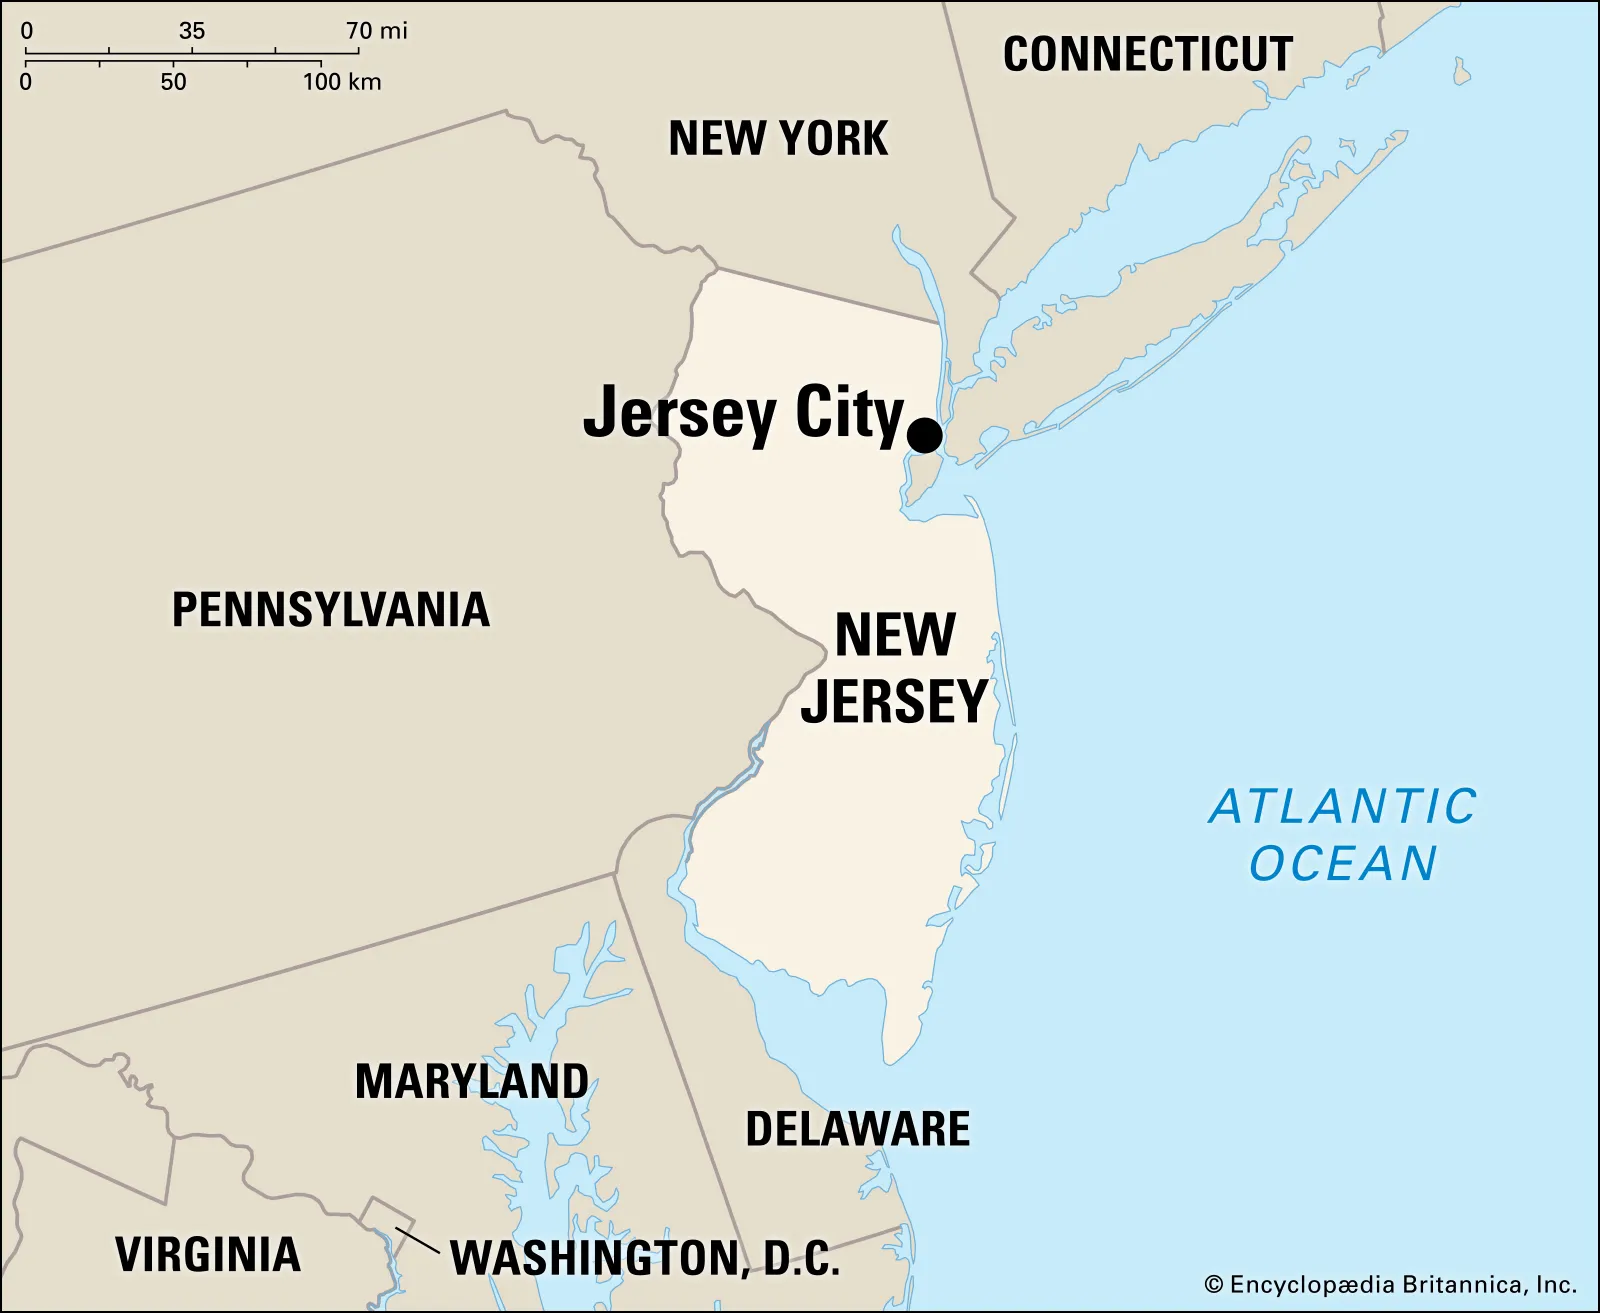 0 35 70 mi
0 50 100 km
CONNECTICUT
NEW YORK
Jersey City
PENNSYLVANIA
NEW
JERSEY
ATLANTIC
OCEAN
MARYLAND
DELAWARE
VIRGINIA
WASHINGTON, D.C.
© Encyclopædia Britannica, Inc.